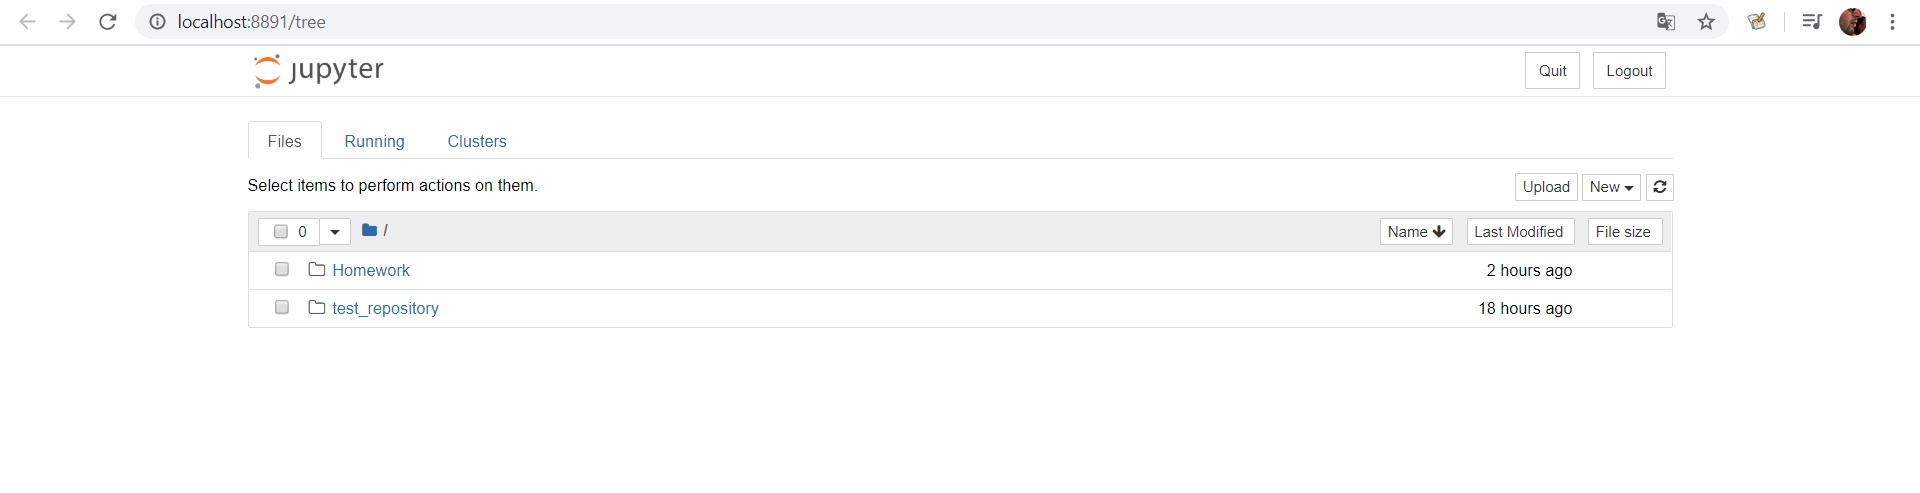 localhost:8891/tree
jupyter
Quit Logout
Files Running Clusters
Select items to perform actions on them.
Upload New
0 / Name Last Modified File size
Homework 2 hours ago
test_repository 18 hours ago